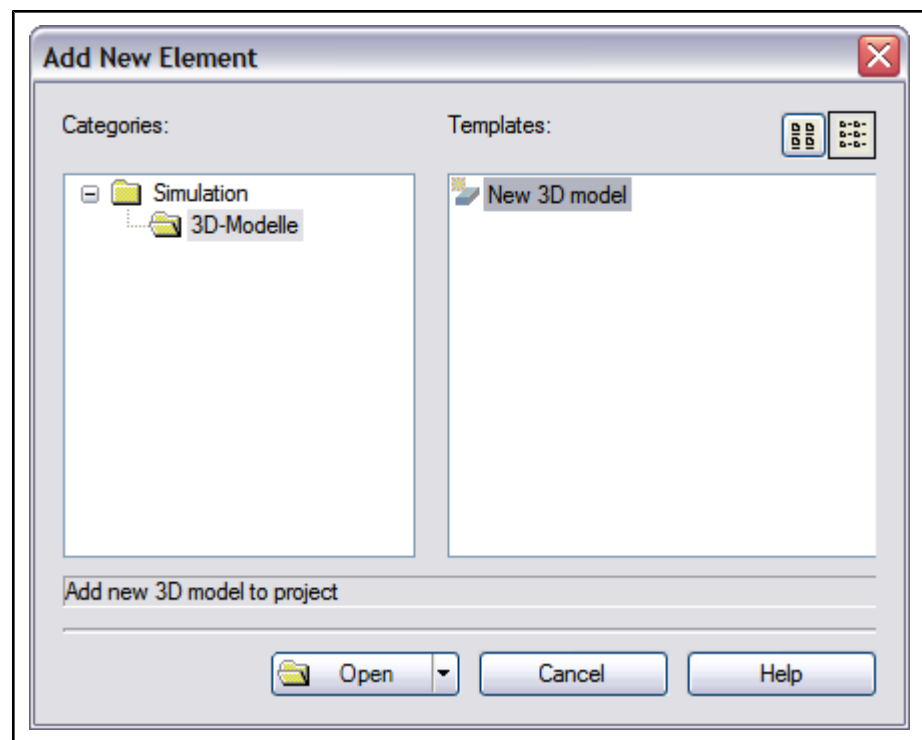 Add New Element
Categories:
Templates:
Simulation
3D-Modelle
New 3D model
Add new 3D model to project
Open
Cancel
Help